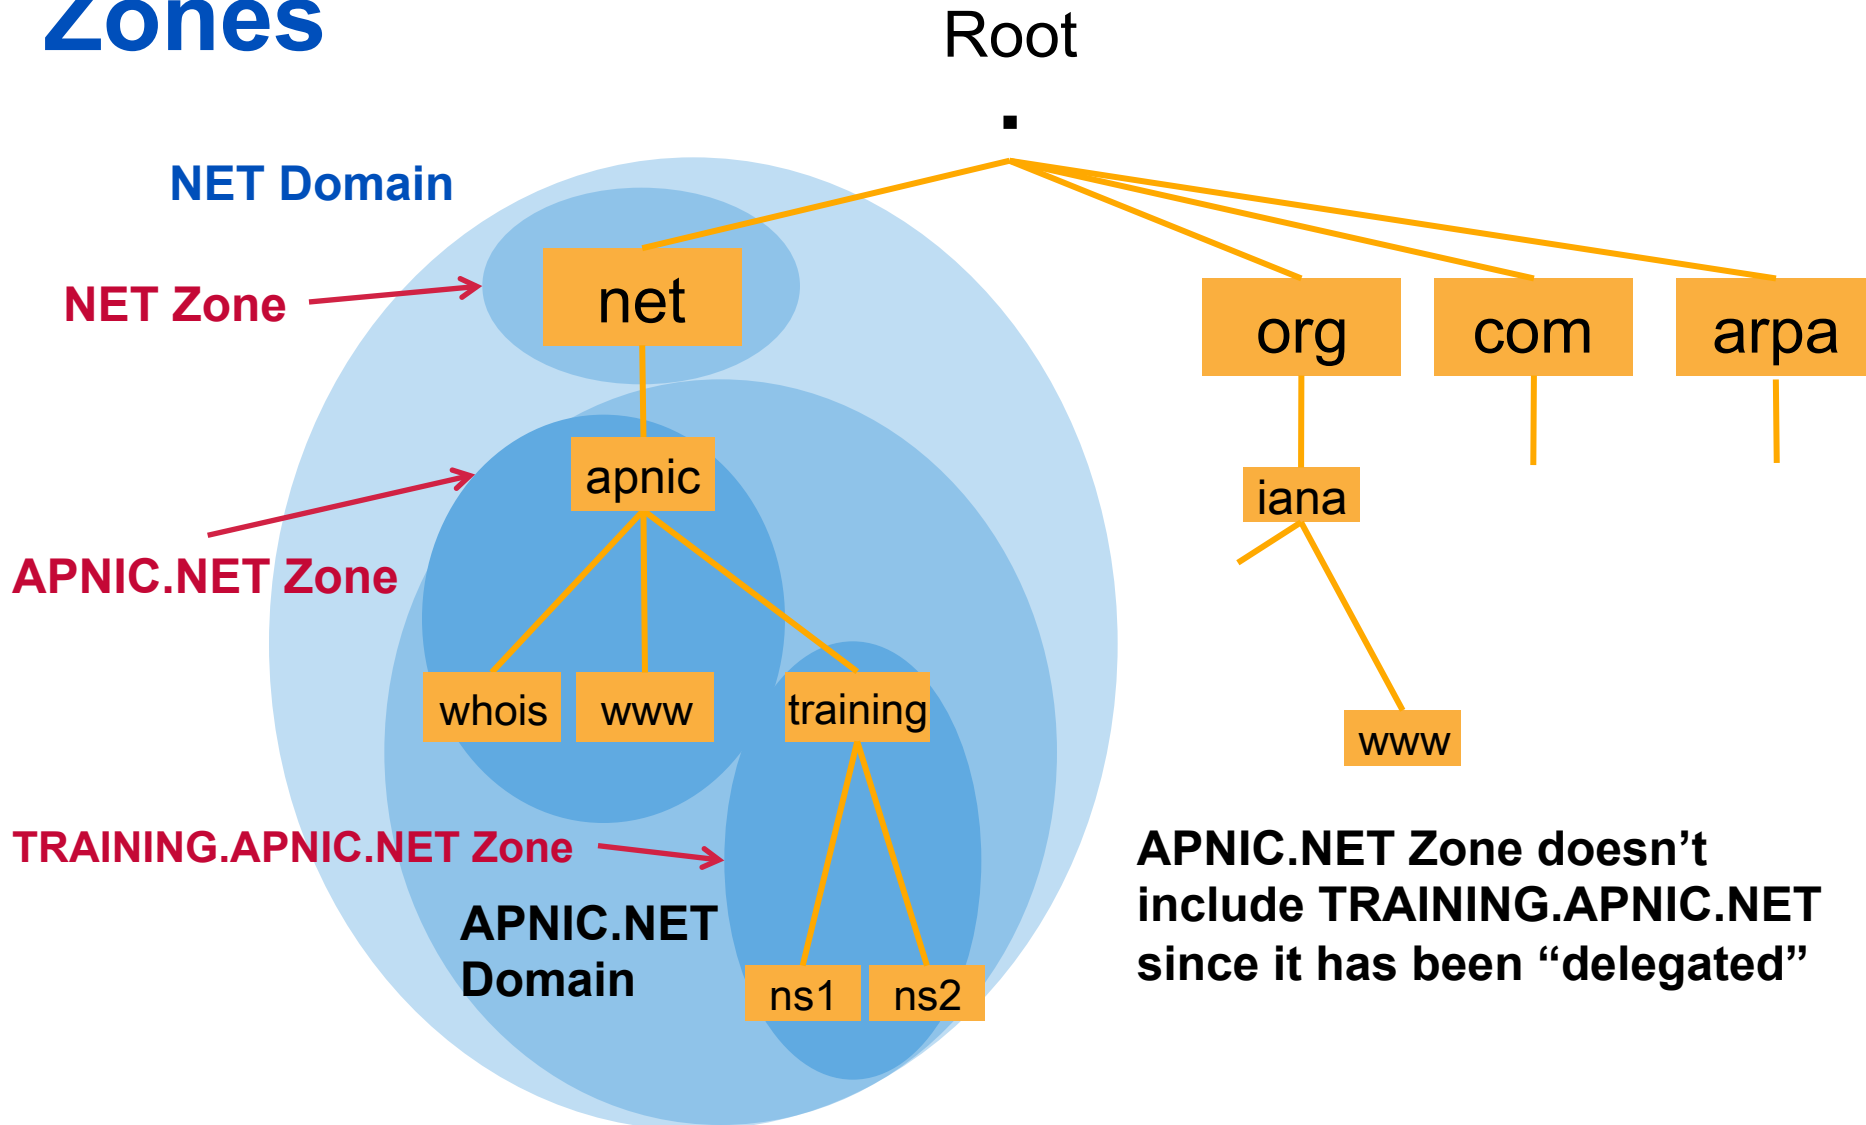 Zones
Root
.
NET Domain
NET Zone
net
org
com
arpa
apnic
iana
APNIC.NET Zone
whois
www
training
www
TRAINING.APNIC.NET Zone
APNIC.NET
Domain
ns1
ns2
APNIC.NET Zone doesn’t
include TRAINING.APNIC.NET
since it has been “delegated”